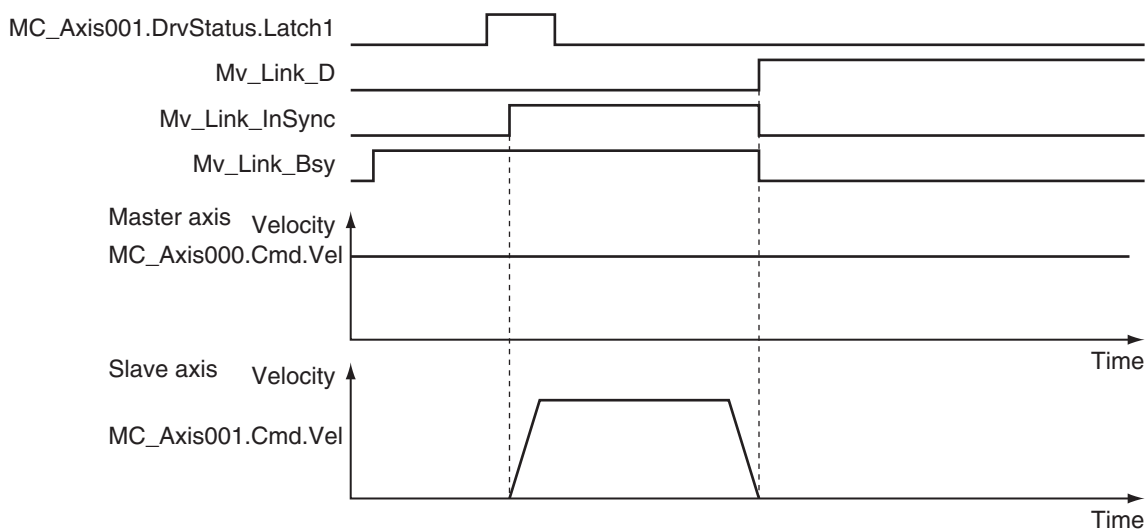 MC_Axis001.DrvStatus.Latch1
Mv_Link_D
Mv_Link_InSync
Mv_Link_Bsy
Master axis Velocity
MC_Axis000.Cmd.Vel
Time
Slave axis Velocity
MC_Axis001.Cmd.Vel
Time